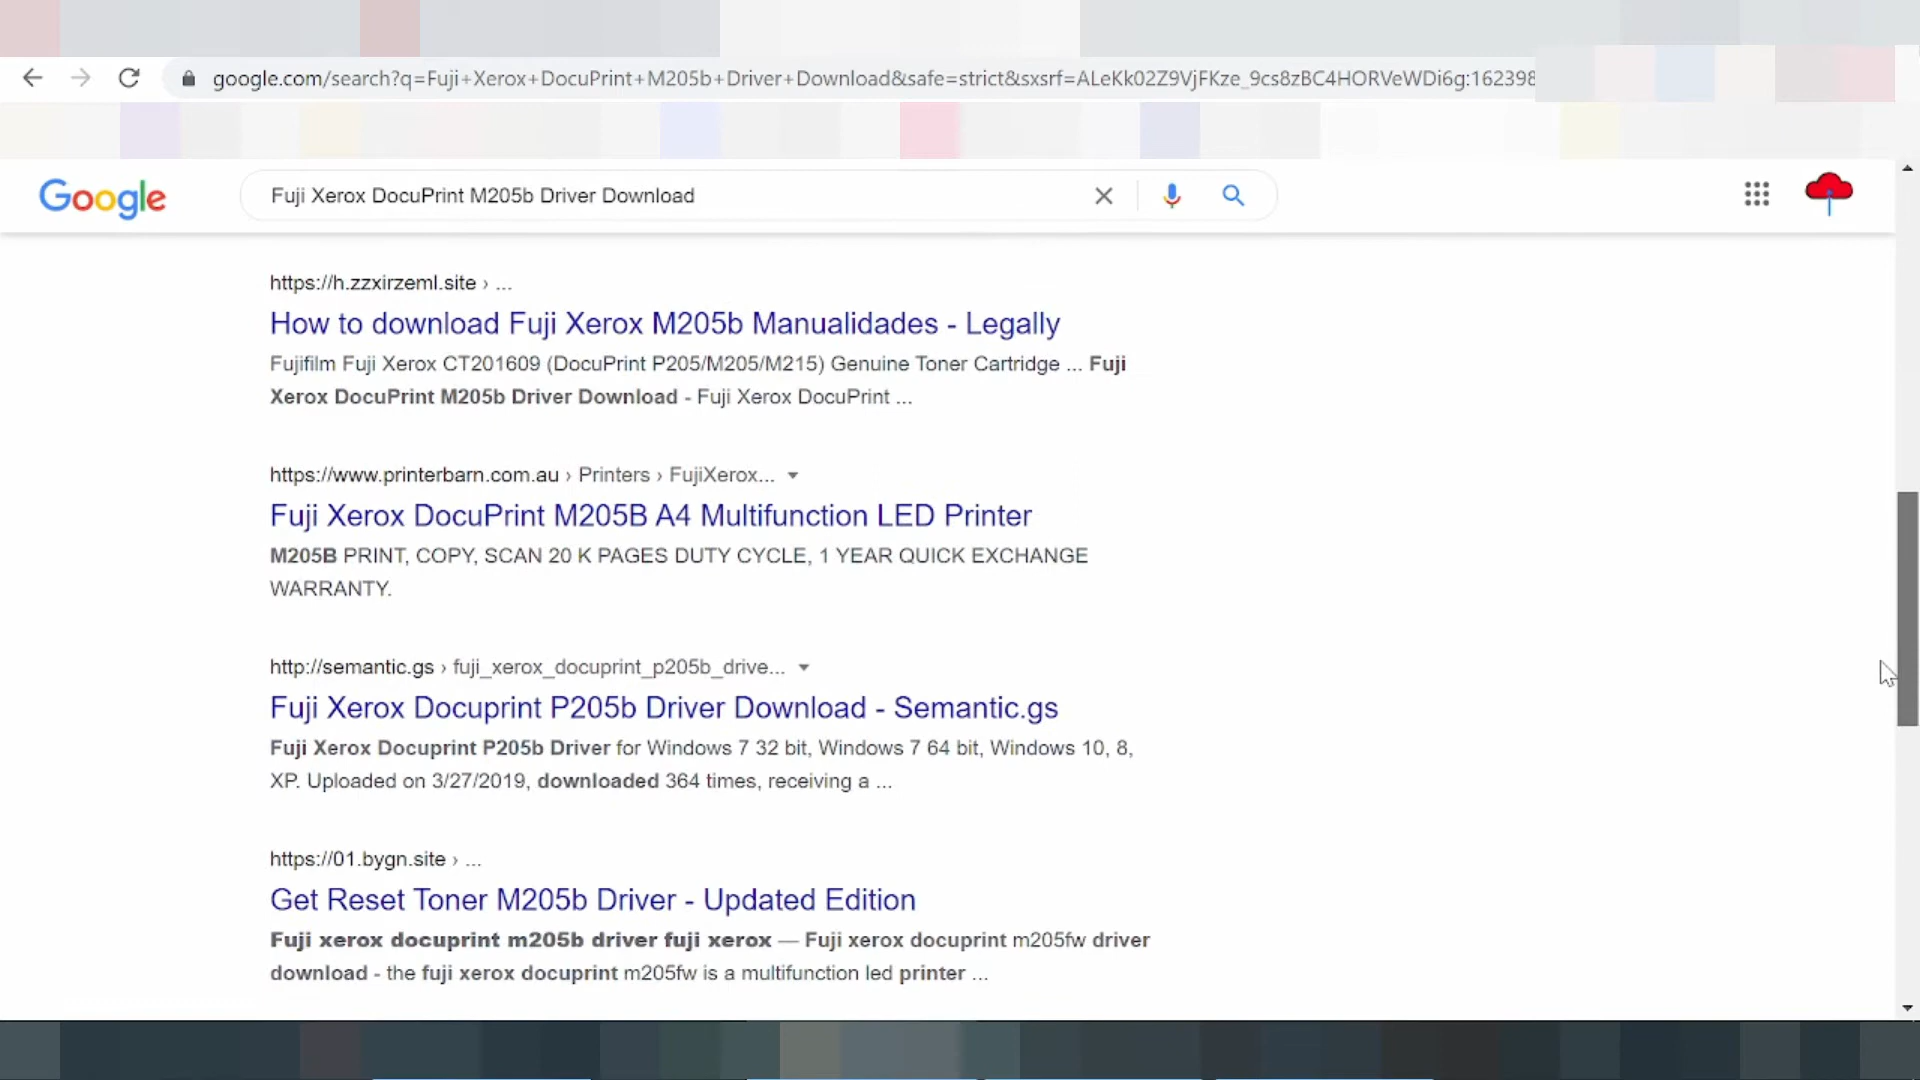 google.com/search?q=Fuji+Xerox+DocuPrint+M205b+Driver+Download&safe=strict&sxsrf=ALeKk02Z9VjFKze_9cs8zBC4HORVeWDi6g:162398
Google
Fuji Xerox DocuPrint M205b Driver Download
https://h.zzxirzeml.site › ...
How to download Fuji Xerox M205b Manualidades - Legally
Fujifilm Fuji Xerox CT201609 (DocuPrint P205/M205/M215) Genuine Toner Cartridge ... Fuji
Xerox DocuPrint M205b Driver Download - Fuji Xerox DocuPrint ...
https://www.printerbarn.com.au › Printers › FujiXerox...
Fuji Xerox DocuPrint M205B A4 Multifunction LED Printer
M205B PRINT, COPY, SCAN 20 K PAGES DUTY CYCLE, 1 YEAR QUICK EXCHANGE
WARRANTY.
http://semantic.gs › fuji_xerox_docuprint_p205b_drive...
Fuji Xerox Docuprint P205b Driver Download - Semantic.gs
Fuji Xerox Docuprint P205b Driver for Windows 7 32 bit, Windows 7 64 bit, Windows 10, 8,
XP. Uploaded on 3/27/2019, downloaded 364 times, receiving a ...
https://01.bygn.site › ...
Get Reset Toner M205b Driver - Updated Edition
Fuji xerox docuprint m205b driver fuji xerox — Fuji xerox docuprint m205fw driver
download - the fuji xerox docuprint m205fw is a multifunction led printer ...